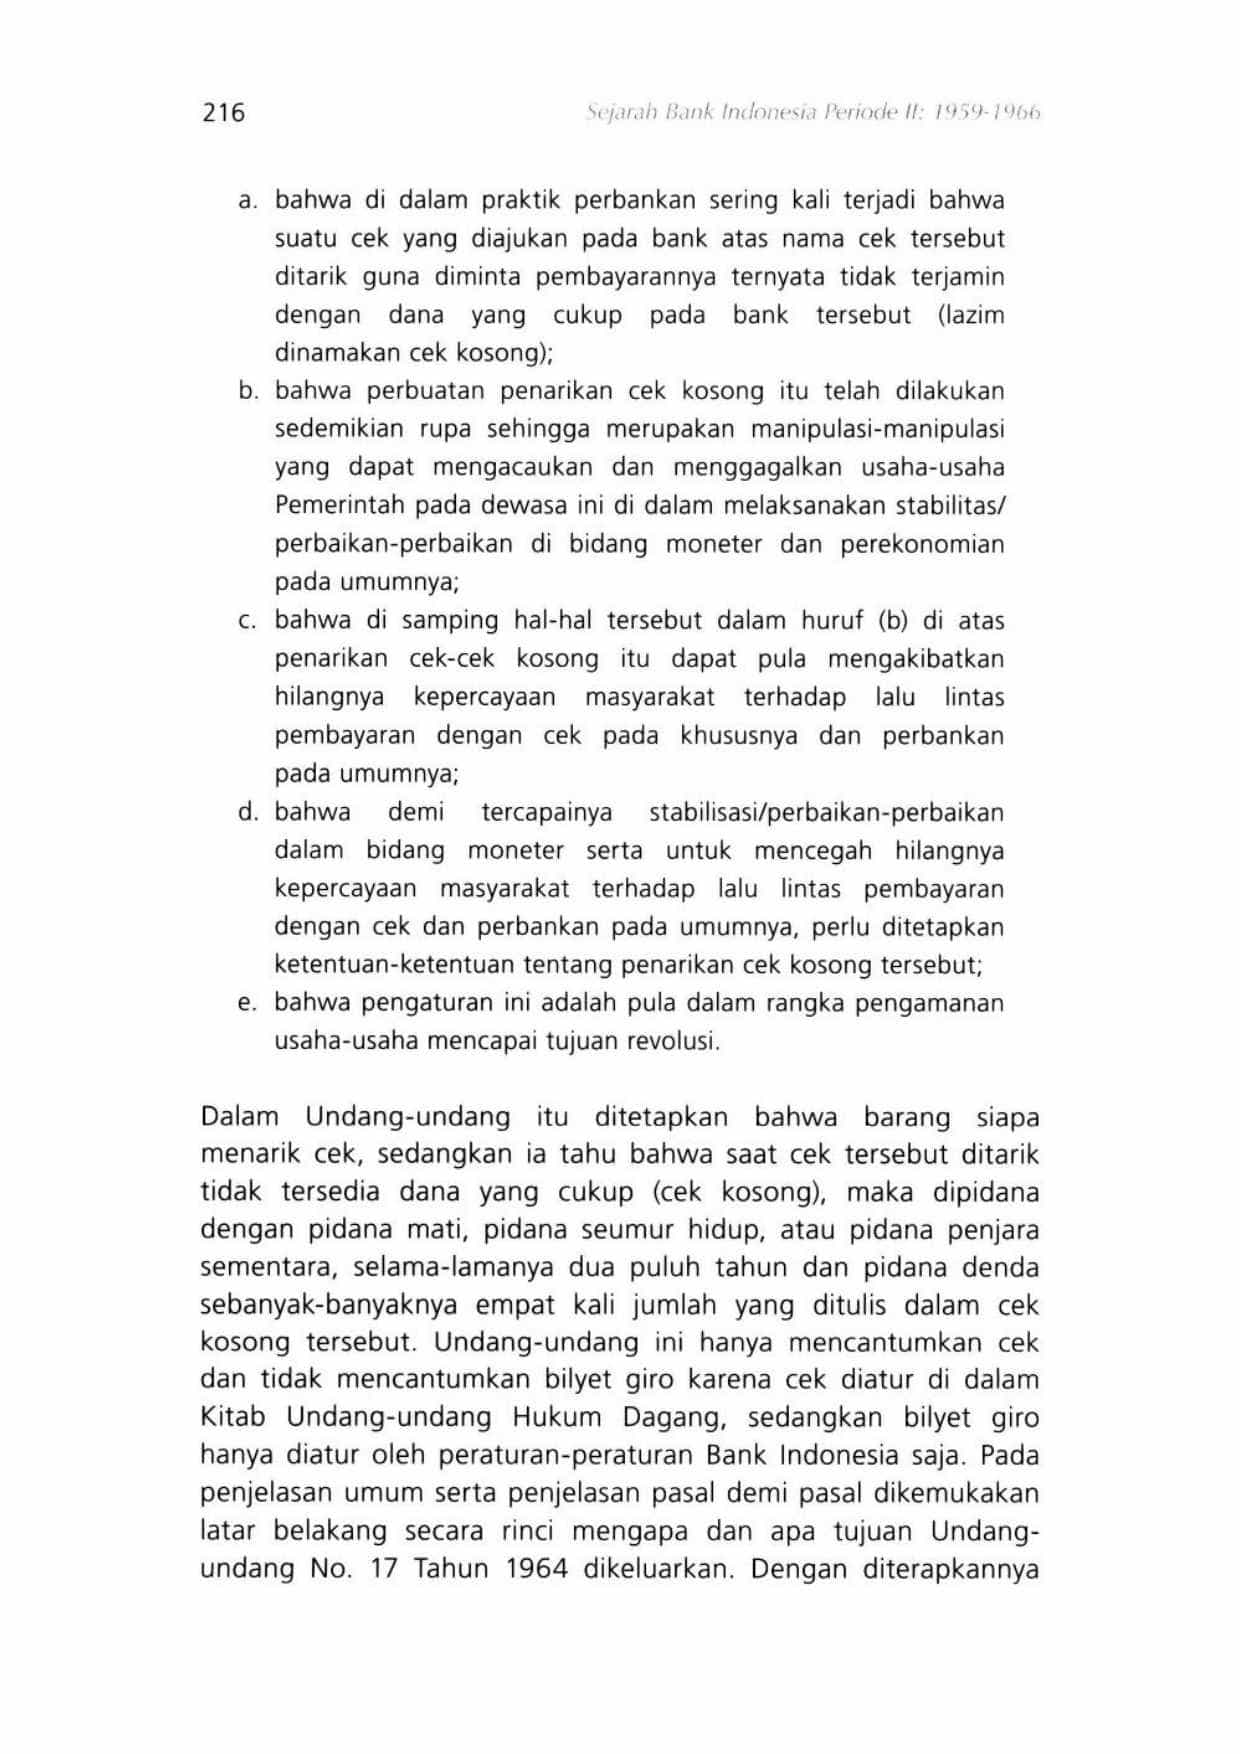 216
Sejarah Bank Indonesia Periode II: 1959-1966
a. bahwa di dalam praktik perbankan sering kali terjadi bahwa
suatu cek yang diajukan pada bank atas nama cek tersebut
ditarik guna diminta pembayarannya ternyata tidak terjamin
dengan dana yang cukup pada bank tersebut (lazim
dinamakan cek kosong);
b. bahwa perbuatan penarikan cek kosong itu telah dilakukan
sedemikian rupa sehingga merupakan manipulasi-manipulasi
yang dapat mengacaukan dan menggagalkan usaha-usaha
Pemerintah pada dewasa ini di dalam melaksanakan stabilitas/
perbaikan-perbaikan di bidang moneter dan perekonomian
pada umumnya;
c. bahwa di samping hal-hal tersebut dalam huruf (b) di atas
penarikan cek-cek kosong itu dapat pula mengakibatkan
hilangnya kepercayaan masyarakat terhadap lalu lintas
pembayaran dengan cek pada khususnya dan perbankan
pada umumnya;
d. bahwa demi tercapainya stabilisasi/perbaikan-perbaikan
dalam bidang moneter serta untuk mencegah hilangnya
kepercayaan masyarakat terhadap lalu lintas pembayaran
dengan cek dan perbankan pada umumnya, perlu ditetapkan
ketentuan-ketentuan tentang penarikan cek kosong tersebut;
e. bahwa pengaturan ini adalah pula dalam rangka pengamanan
usaha-usaha mencapai tujuan revolusi.
Dalam Undang-undang itu ditetapkan bahwa barang siapa
menarik cek, sedangkan ia tahu bahwa saat cek tersebut ditarik
tidak tersedia dana yang cukup (cek kosong), maka dipidana
dengan pidana mati, pidana seumur hidup, atau pidana penjara
sementara, selama-lamanya dua puluh tahun dan pidana denda
sebanyak-banyaknya empat kali jumlah yang ditulis dalam cek
kosong tersebut. Undang-undang ini hanya mencantumkan cek
dan tidak mencantumkan bilyet giro karena cek diatur di dalam
Kitab Undang-undang Hukum Dagang, sedangkan bilyet giro
hanya diatur oleh peraturan-peraturan Bank Indonesia saja. Pada
penjelasan umum serta penjelasan pasal demi pasal dikemukakan
latar belakang secara rinci mengapa dan apa tujuan Undang-
undang No. 17 Tahun 1964 dikeluarkan. Dengan diterapkannya